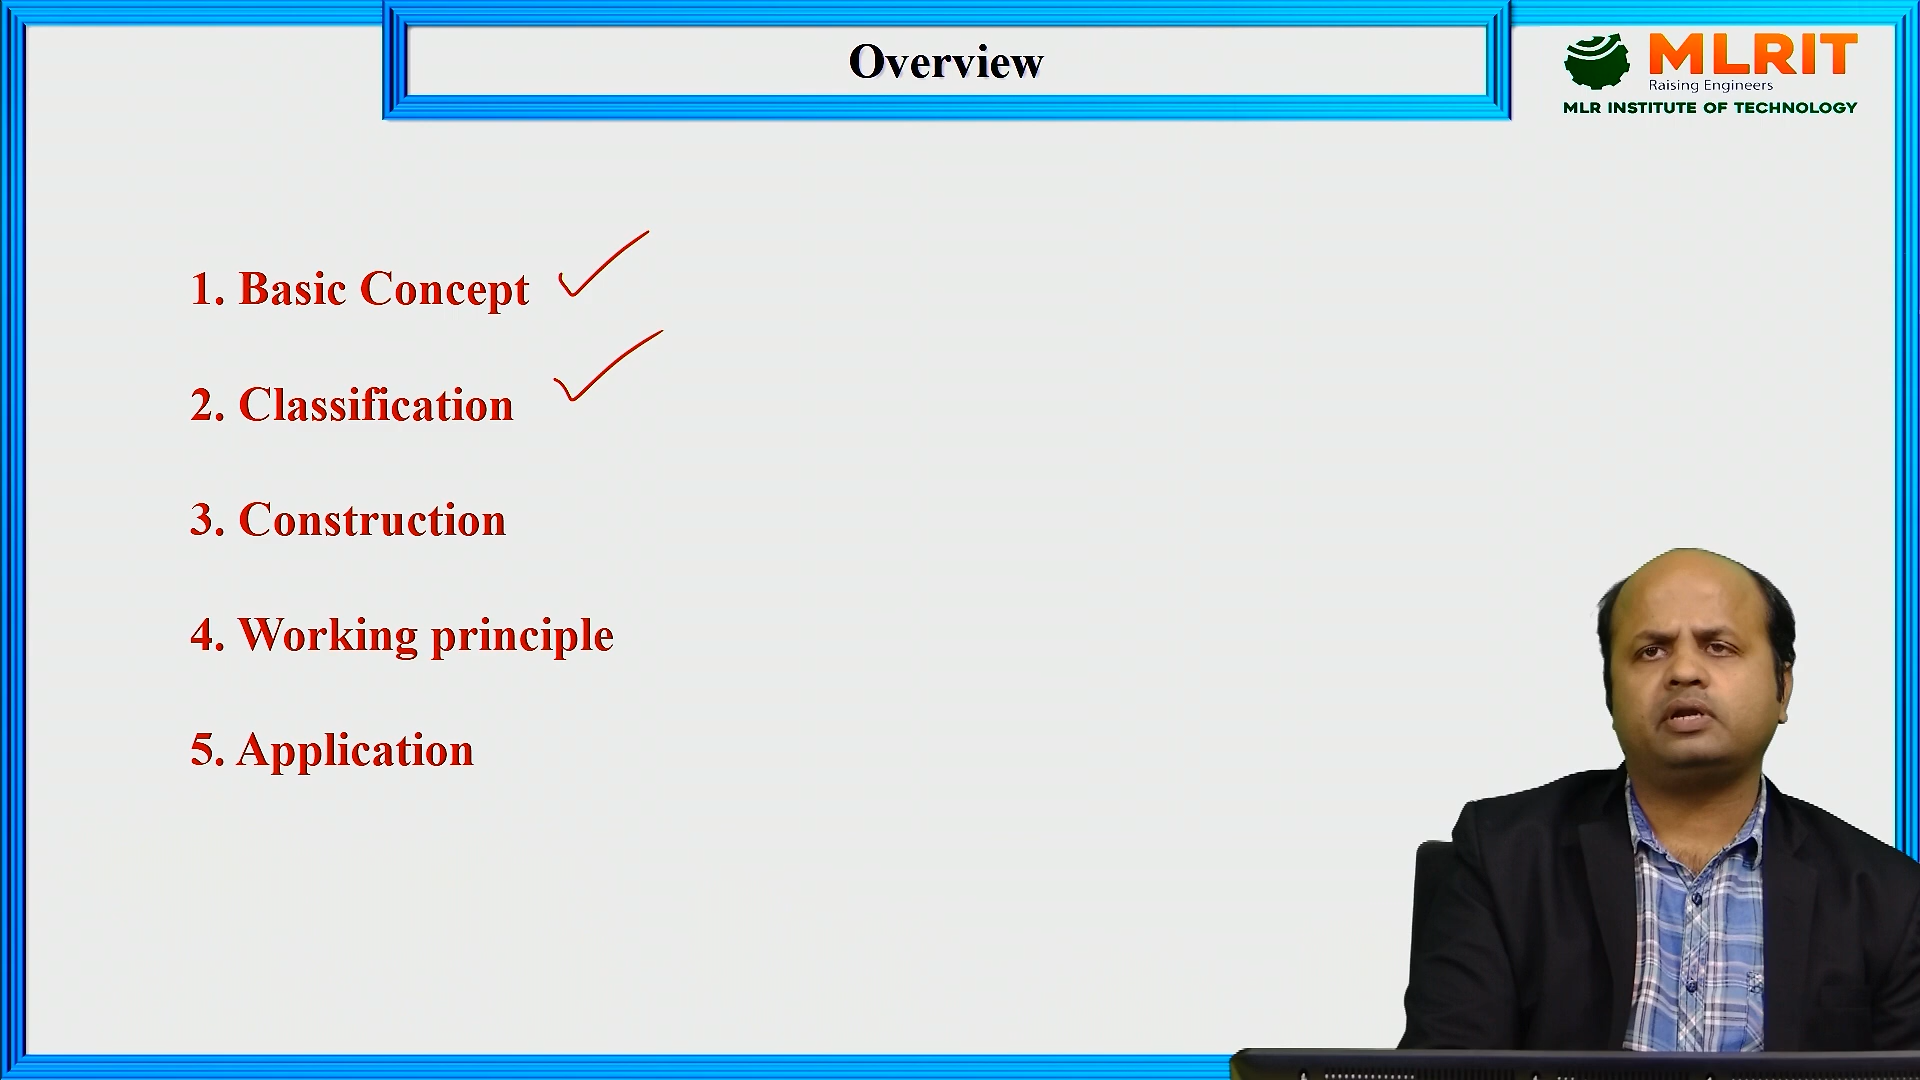 Overview
MLRIT
Raising Engineers
MLR INSTITUTE OF TECHNOLOGY
1. Basic Concept
2. Classification
3. Construction
4. Working principle
5. Application